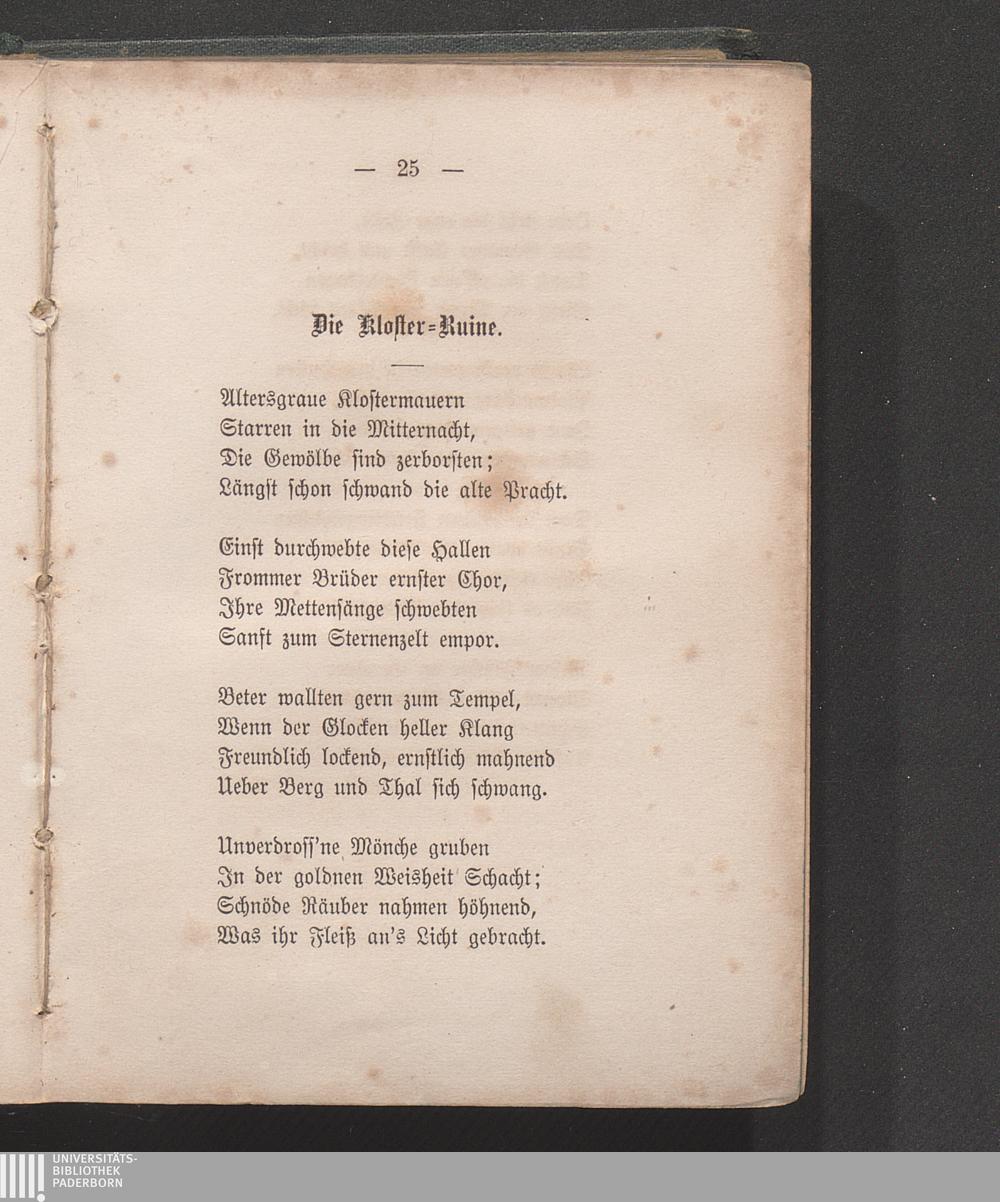 — 25 —
Die Kloster=Ruine.
Altersgraue Klostermauern
Starren in die Mitternacht,
Die Gewölbe sind zerborsten;
Längst schon schwand die alte Pracht.
Einst durchwebte diese Hallen
Frommer Brüder ernster Chor,
Ihre Mettensänge schwebten
Sanft zum Sternenzelt empor.
Beter wallten gern zum Tempel,
Wenn der Glocken heller Klang
Freundlich lockend, ernstlich mahnend
Ueber Berg und Thal sich schwang.
Unverdross'ne Mönche gruben
In der goldnen Weisheit Schacht;
Schnöde Räuber nahmen höhnend,
Was ihr Fleiß an's Licht gebracht.
UNIVERSITÄTS-
BIBLIOTHEK
PADERBORN